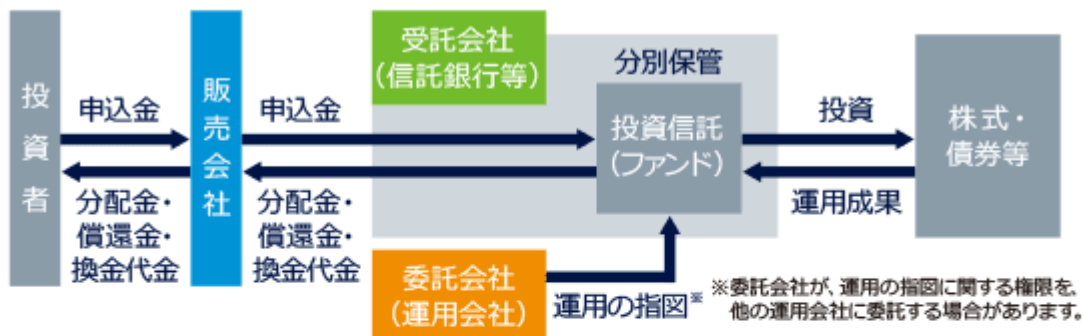 投資者
申込金
分配金・
償還金・
換金代金
販売会社
申込金
分配金・
償還金・
換金代金
受託会社
(信託銀行等)
分別保管
投資信託
(ファンド)
委託会社
(運用会社)
運用の指図※
投資
運用成果
株式・
債券等
※委託会社が、運用の指図に関する権限を、
他の運用会社に委託する場合があります。